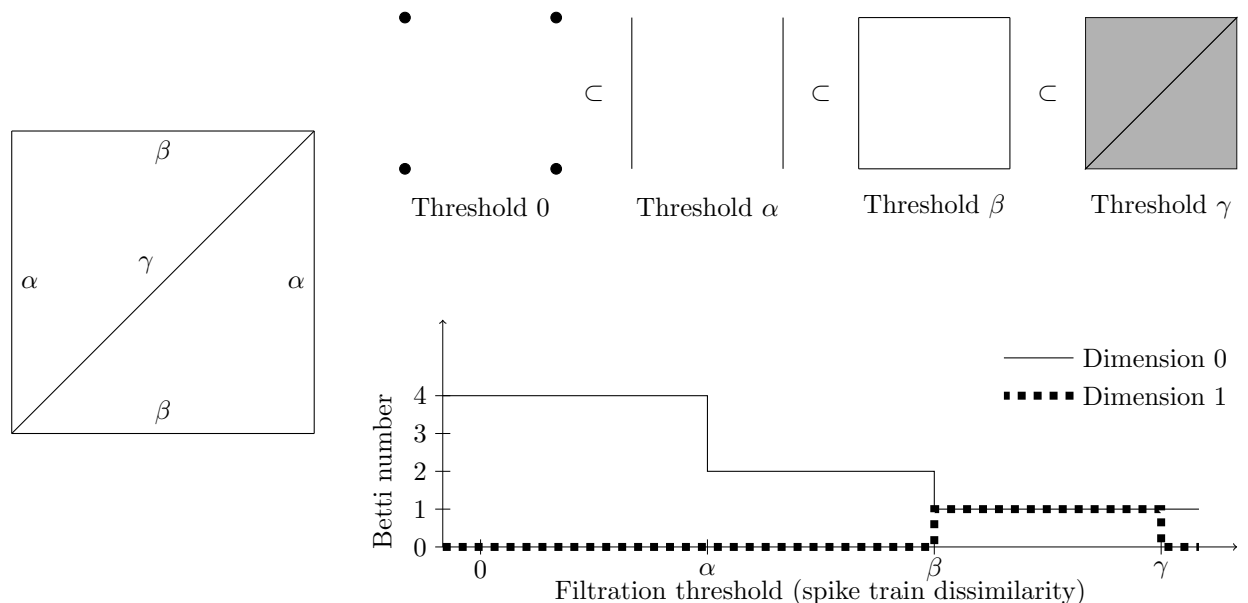 β
γ
α α
β
⊂ ⊂ ⊂
Threshold 0 Threshold α Threshold β Threshold γ
Betti number
4
3
2
1
0
Dimension 0
Dimension 1
0 α β γ
Filtration threshold (spike train dissimilarity)